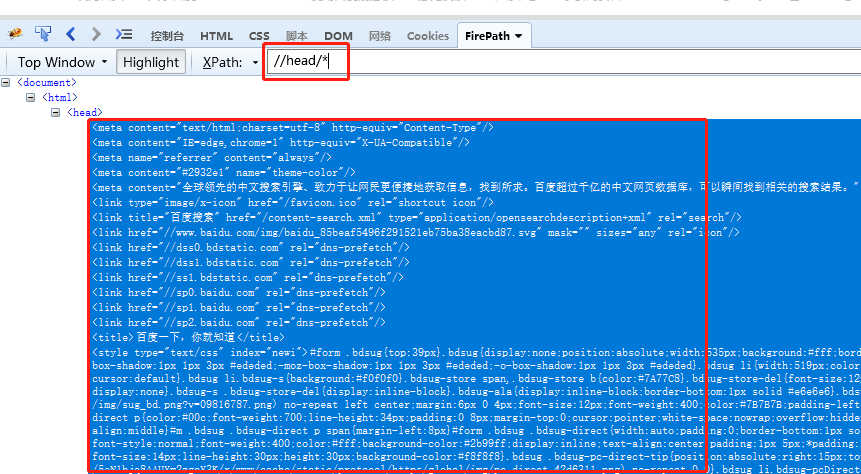 控制台 HTML CSS 脚本 DOM 网络 Cookies FirePath
Top Window Highlight XPath: //head/*
<document>
<html>
<head>
<meta content="text/html;charset=utf-8" http-equiv="Content-Type"/>
<meta content="IE=edge,chrome=1" http-equiv="X-UA-Compatible"/>
<meta name="referrer" content="always"/>
<meta content="#2932e1" name="theme-color"/>
<meta content="全球领先的中文搜索引擎、致力于让网民更便捷地获取信息，找到所求。百度超过千亿的中文网页数据库，可以瞬间找到相关的搜索结果。"
<link type="image/x-icon" href="/favicon.ico" rel="shortcut icon"/>
<link title="百度搜索" href="/content-search.xml" type="application/opensearchdescription+xml" rel="search"/>
<link href="//www.baidu.com/img/baidu_85beaf5496f291521eb75ba38eacbd87.svg" mask="" sizes="any" rel="icon"/>
<link href="//dss0.bdstatic.com" rel="dns-prefetch"/>
<link href="//dss1.bdstatic.com" rel="dns-prefetch"/>
<link href="//ss1.bdstatic.com" rel="dns-prefetch"/>
<link href="//sp0.baidu.com" rel="dns-prefetch"/>
<link href="//sp1.baidu.com" rel="dns-prefetch"/>
<link href="//sp2.baidu.com" rel="dns-prefetch"/>
<title>百度一下，你就知道</title>
<style type="text/css" index="newi">#form .bdsug{top:39px}.bdsug{display:none;position:absolute;width:535px;background:#fff;bord
box-shadow:1px 1px 3px #ededed;-moz-box-shadow:1px 1px 3px #ededed;-o-box-shadow:1px 1px 3px #ededed}.bdsug li{width:519px;color
cursor:default}.bdsug li.bdsug-s{background:#f0f0f0}.bdsug-store span,.bdsug-store b{color:#7A77C8}.bdsug-store-del{font-size:12
display:none}.bdsug-s .bdsug-store-del{display:inline-block}.bdsug-ala{display:inline-block;border-bottom:1px solid #e6e6e6}.bdsu
/img/sug_bd.png?v=09816787.png) no-repeat left center;margin:6px 0 4px;font-size:12px;font-weight:400;color:#7B7B7B;padding-left
direct p{color:#00c;font-weight:700;line-height:34px;padding:0 8px;margin-top:0;cursor:pointer;white-space:nowrap;overflow:hidde
align:middle}#m .bdsug .bdsug-direct p span{margin-left:8px}#form .bdsug .bdsug-direct{width:auto;padding:0;border-bottom:1px so
font-style:normal;font-weight:400;color:#fff;background-color:#2b99ff;display:inline;text-align:center;padding:1px 5px;*padding:
font-size:14px;line-height:30px;height:30px;background-color:#f8f8f8}.bdsug .bdsug-pc-direct-tip{position:absolute;right:15px;to